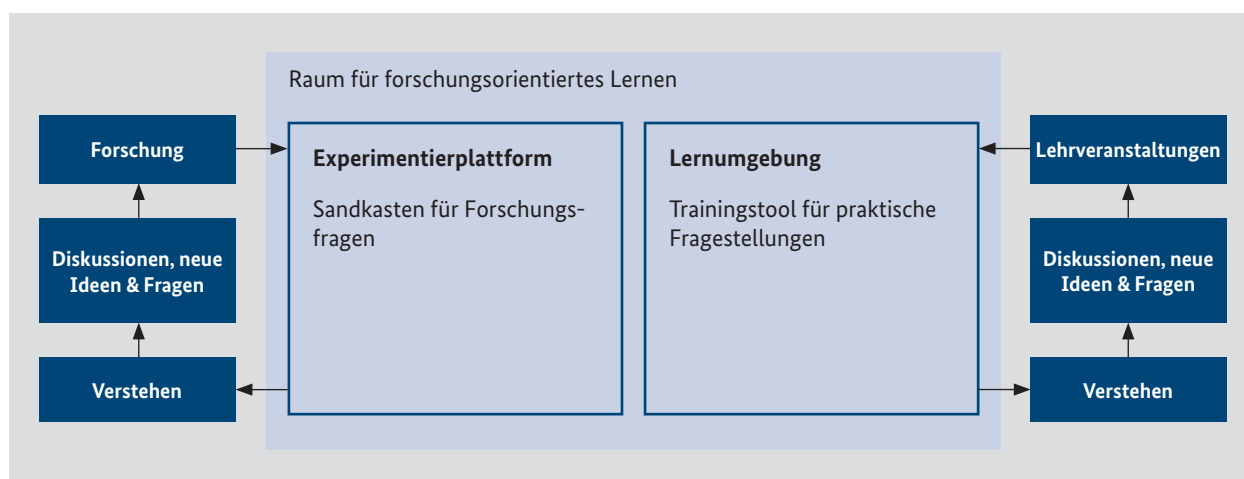 Raum für forschungsorientiertes Lernen
Forschung
Diskussionen, neue
Ideen & Fragen
Verstehen
Experimentierplattform
Sandkasten für Forschungs-
fragen
Lernumgebung
Trainingstool für praktische
Fragestellungen
Lehrveranstaltungen
Diskussionen, neue
Ideen & Fragen
Verstehen